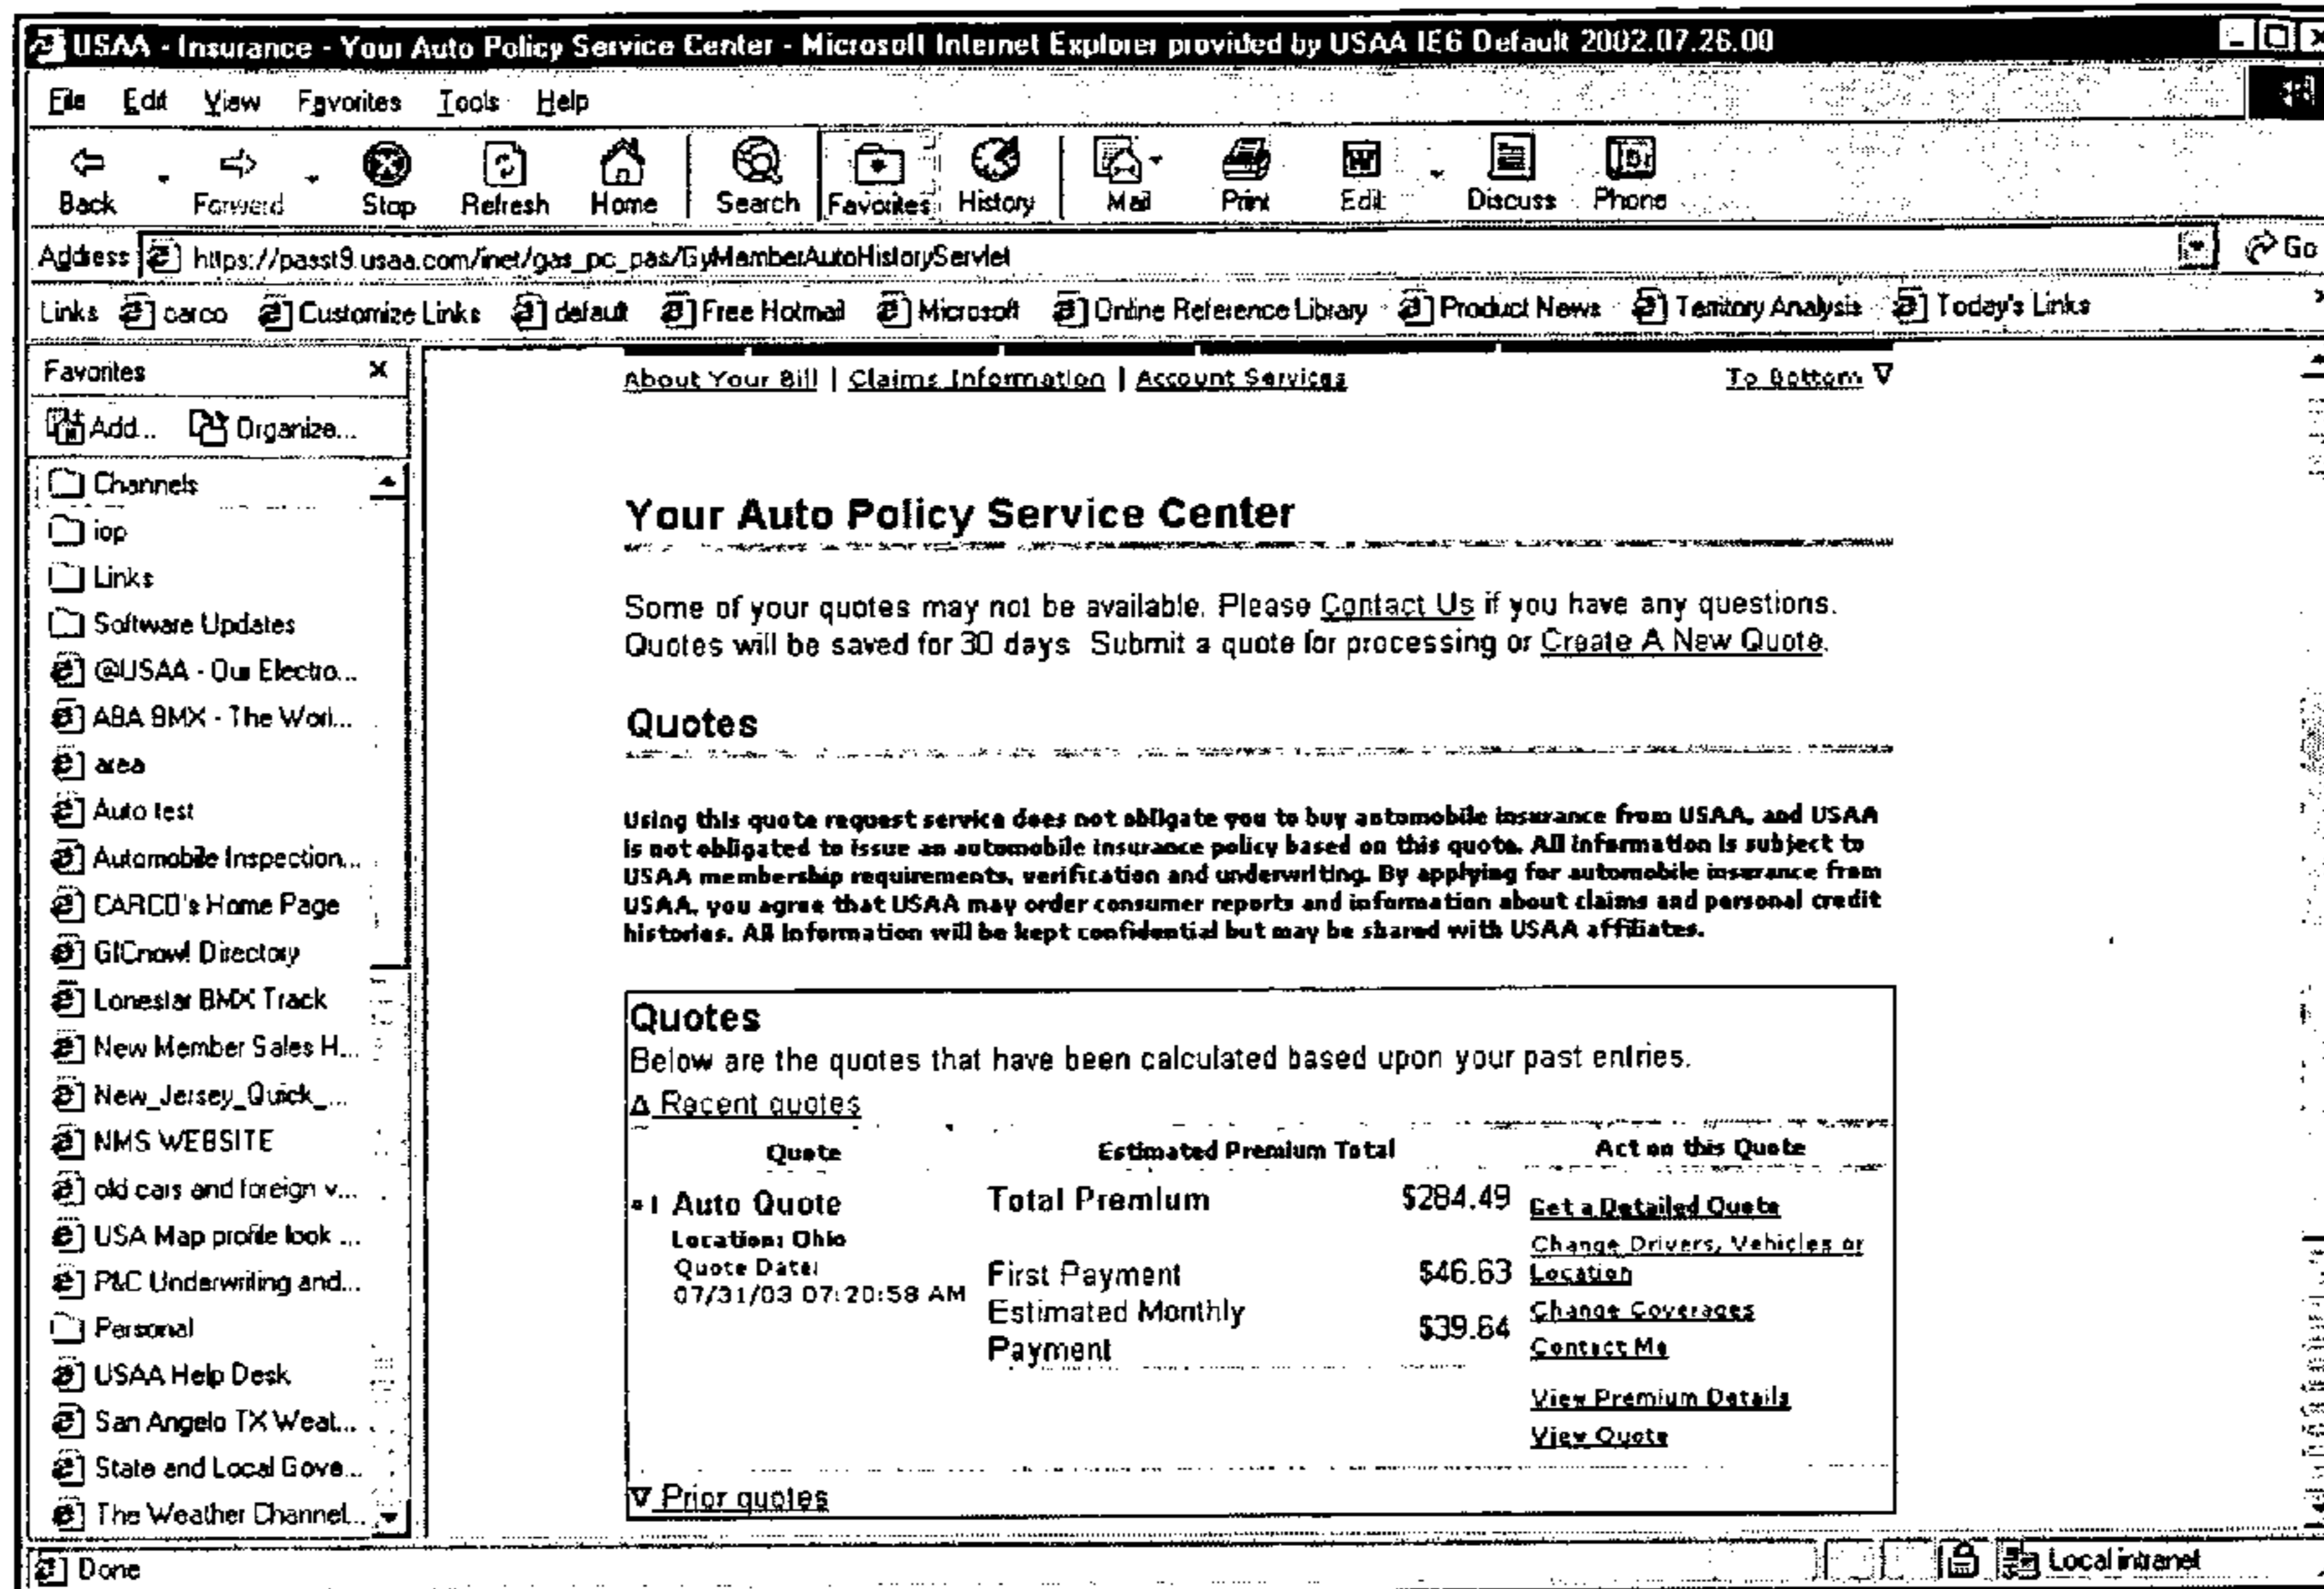 USAA - Insurance - Your Auto Policy Service Center - Microsoft Internet Explorer provided by USAA IE6 Default 2002.07.26.00
File Edit View Favorites Tools Help
Back Forward Stop Refresh Home Search Favorites History Mail Print Edit Discuss Phone
Address https://passt9.usaa.com/inet/gas_pc_pas/GyMemberAutoHistoryServlet Go
Links carco Customize Links default Free Hotmail Microsoft Online Reference Library Product News Territory Analysis Today's Links
Favorites
Add... Organize...
Channels
iop
Links
Software Updates
@USAA - Our Electro...
ABA BMX - The Worl...
area
Auto test
Automobile Inspection...
CARCO's Home Page
GICnow! Directory
Lonestar BMX Track
New Member Sales H...
New_Jersey_Quick_...
NMS WEBSITE
old cars and foreign v...
USA Map profile look ...
P&C Underwriting and...
Personal
USAA Help Desk
San Angelo TX Weat...
State and Local Gove...
The Weather Channel...
About Your Bill | Claims Information | Account Services To Bottom ∇
Your Auto Policy Service Center
Some of your quotes may not be available. Please Contact Us if you have any questions.
Quotes will be saved for 30 days Submit a quote for processing or Create A New Quote.
Quotes
Using this quote request service does not obligate you to buy automobile insurance from USAA, and USAA
is not obligated to issue an automobile insurance policy based on this quote. All information is subject to
USAA membership requirements, verification and underwriting. By applying for automobile insurance from
USAA, you agree that USAA may order consumer reports and information about claims and personal credit
histories. All information will be kept confidential but may be shared with USAA affiliates.
Quotes
Below are the quotes that have been calculated based upon your past entries.
Δ Recent quotes
Quote Estimated Premium Total Act on this Quote
1 Auto Quote
Location: Ohio
Quote Date:
07/31/03 07:20:58 AM
Total Premium $284.49
First Payment $46.63
Estimated Monthly
Payment $39.64
Get a Detailed Quote
Change Drivers, Vehicles or
Location
Change Coverages
Contact Me
View Premium Details
View Quote
∇ Prior quotes
Done Local intranet